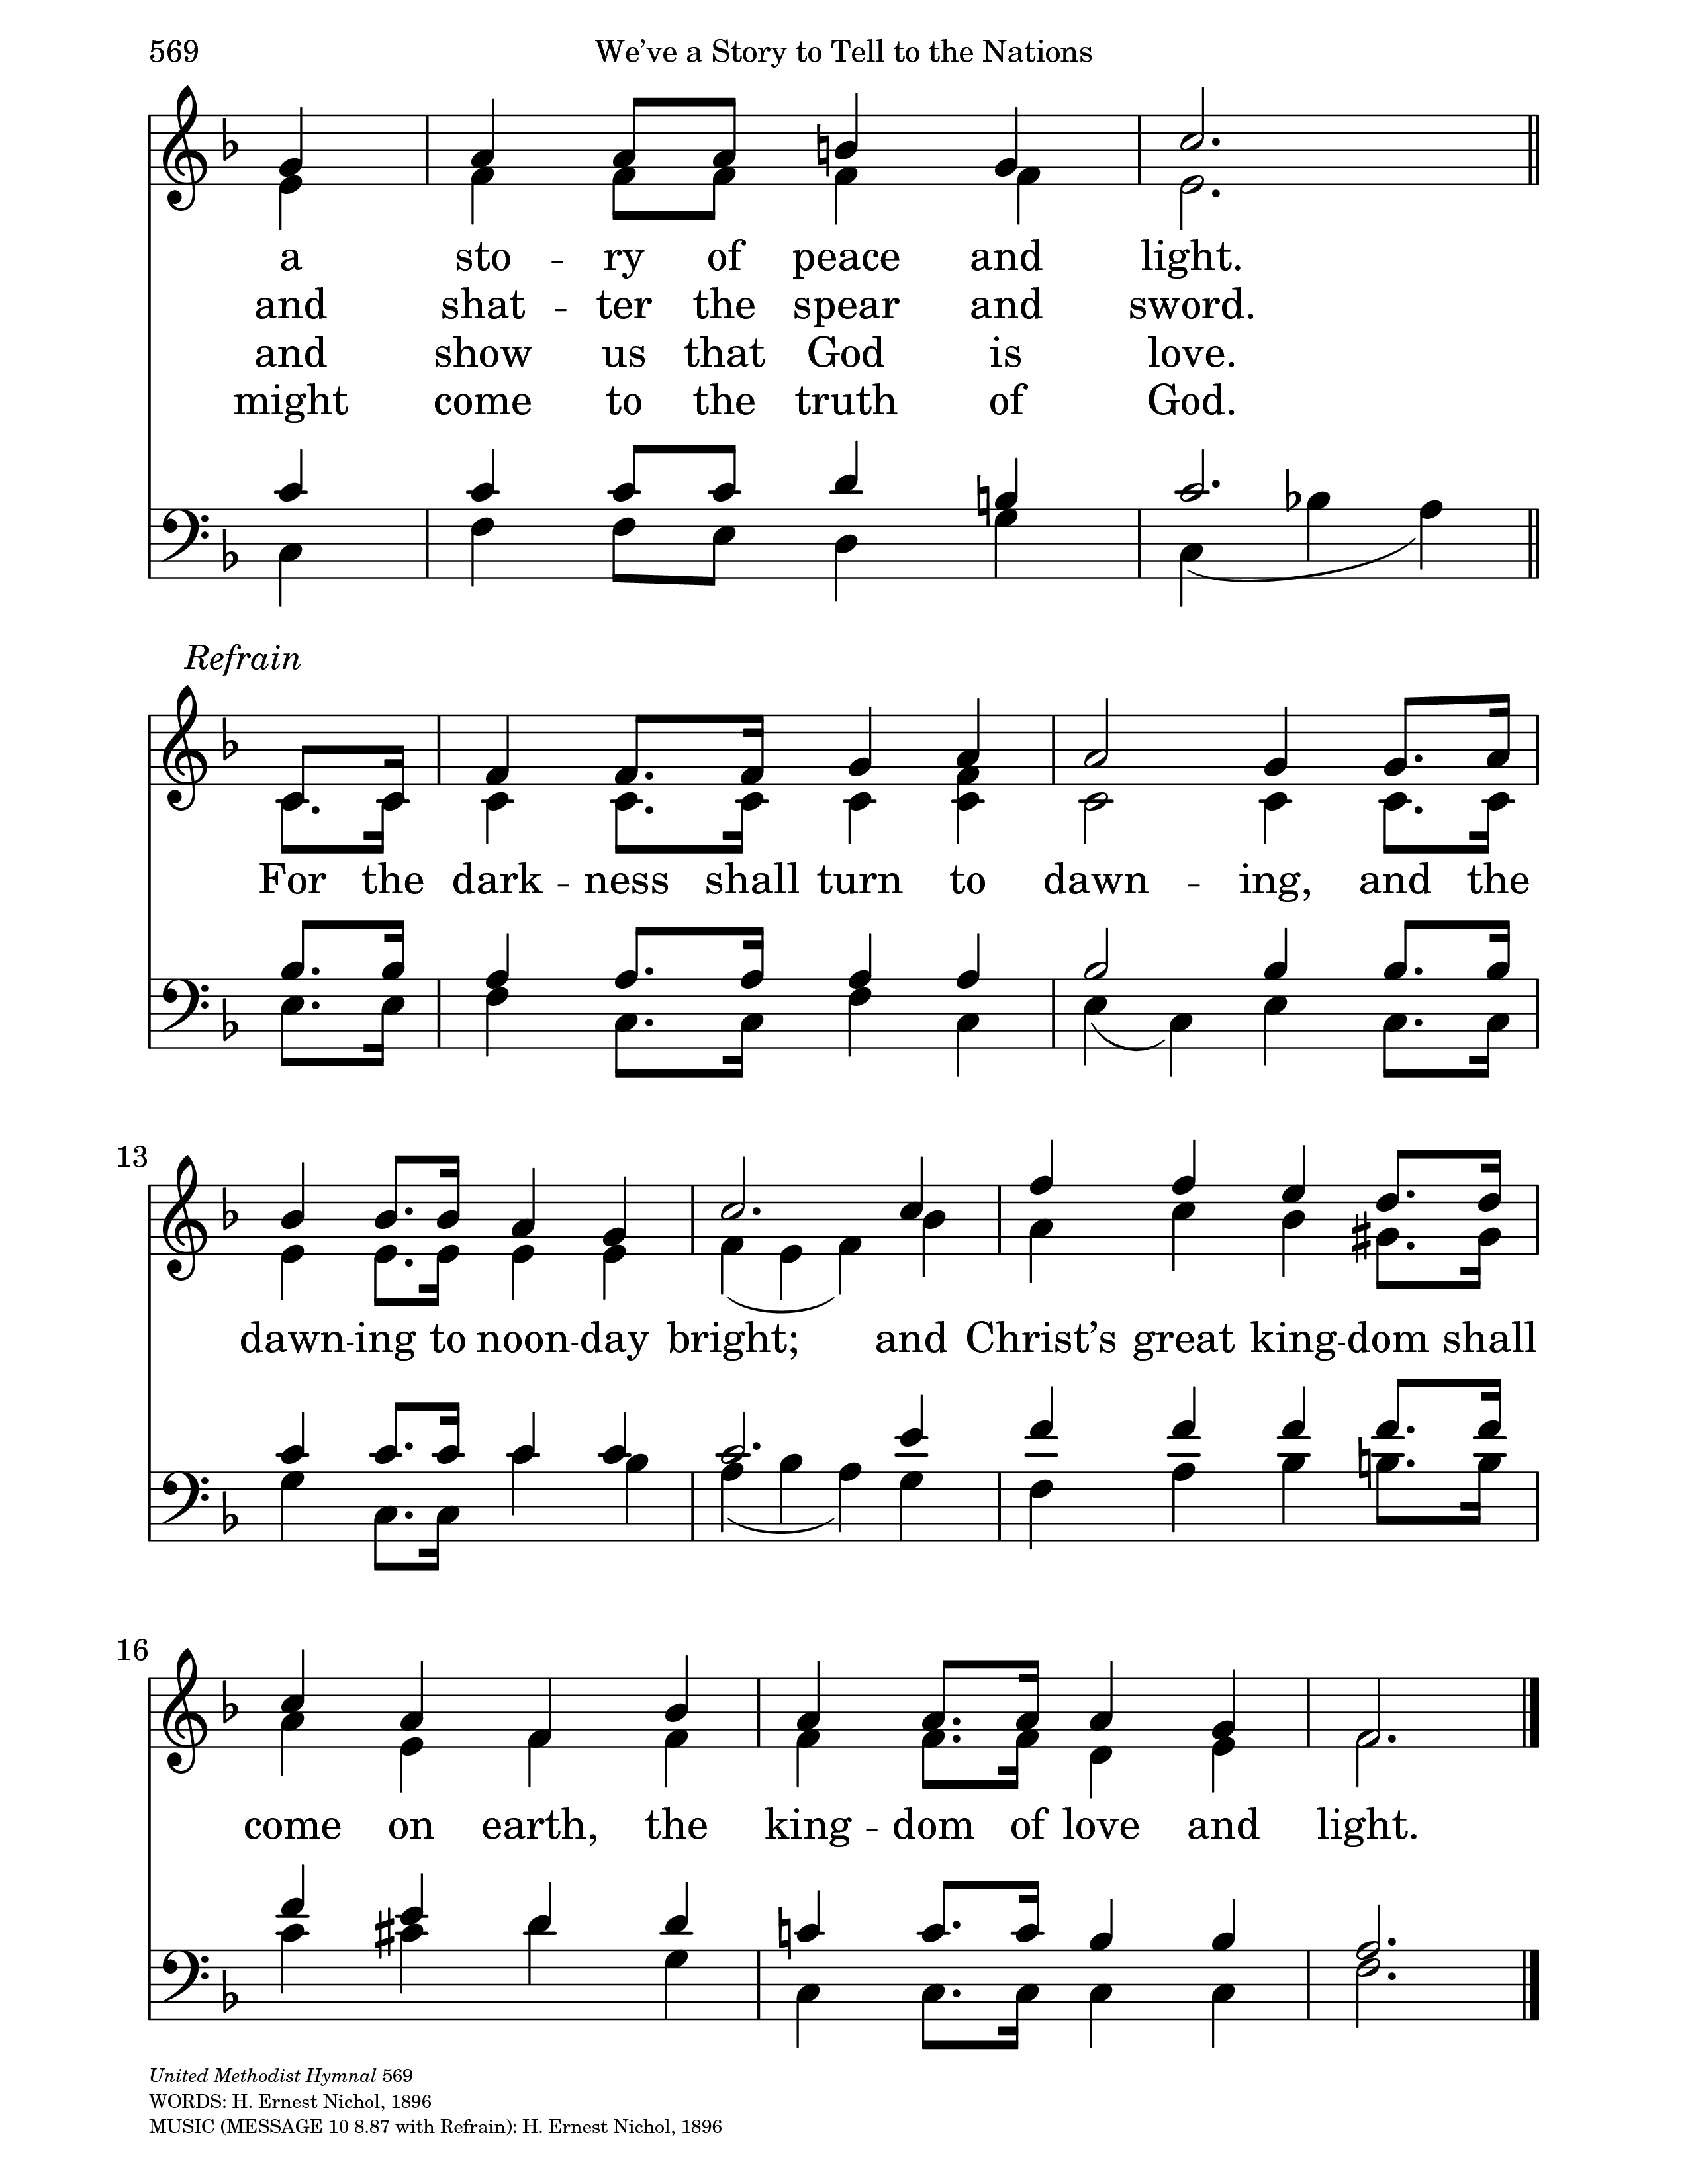 569 We’ve a Story to Tell to the Nations
a sto - ry of peace and light.
and shat - ter the spear and sword.
and show us that God is love.
might come to the truth of God.
Refrain
For the dark - ness shall turn to dawn - ing, and the
13
dawn - ing to noon - day bright; and Christ’s great king - dom shall
16
come on earth, the king - dom of love and light.
United Methodist Hymnal 569
WORDS: H. Ernest Nichol, 1896
MUSIC (MESSAGE 10 8.87 with Refrain): H. Ernest Nichol, 1896